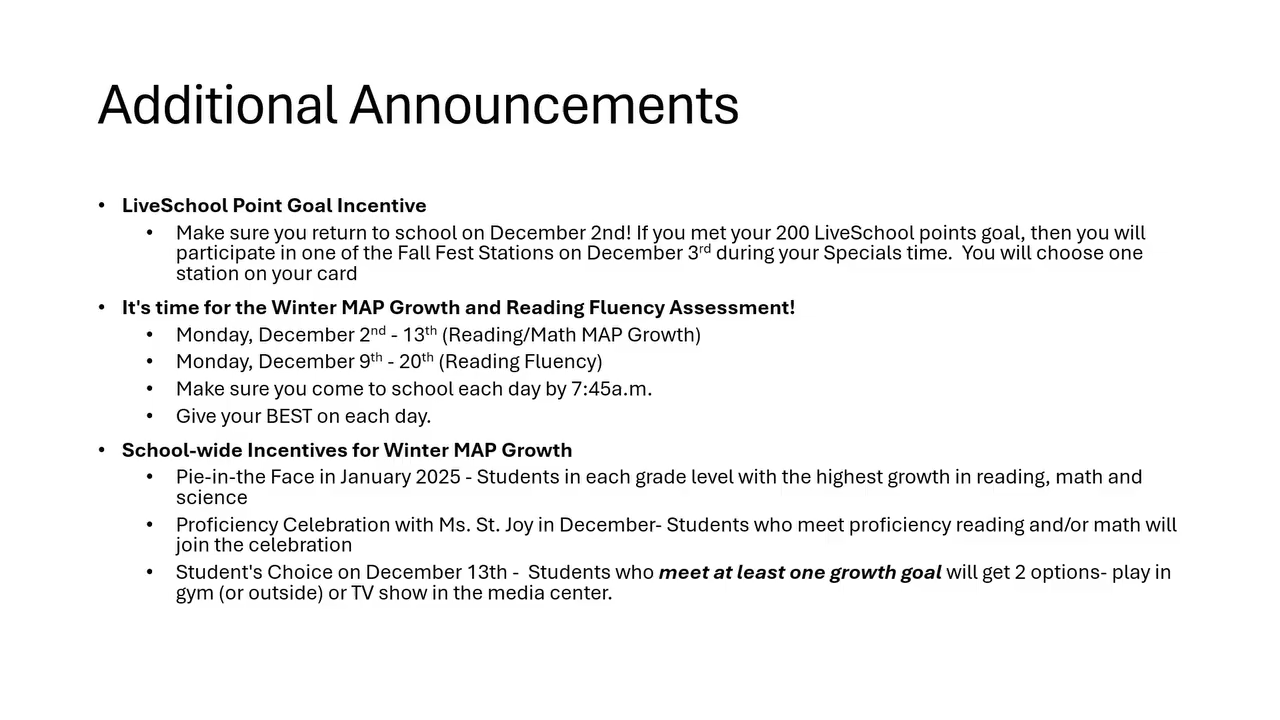 Additional Announcements
• LiveSchool Point Goal Incentive
• Make sure you return to school on December 2nd! If you met your 200 LiveSchool points goal, then you will
participate in one of the Fall Fest Stations on December 3rd during your Specials time.  You will choose one
station on your card
• It's time for the Winter MAP Growth and Reading Fluency Assessment!
• Monday, December 2nd - 13th (Reading/Math MAP Growth)
• Monday, December 9th - 20th (Reading Fluency)
• Make sure you come to school each day by 7:45a.m.
• Give your BEST on each day.
• School-wide Incentives for Winter MAP Growth
• Pie-in-the Face in January 2025 - Students in each grade level with the highest growth in reading, math and
science
• Proficiency Celebration with Ms. St. Joy in December- Students who meet proficiency reading and/or math will
join the celebration
• Student's Choice on December 13th -  Students who meet at least one growth goal will get 2 options- play in
gym (or outside) or TV show in the media center.